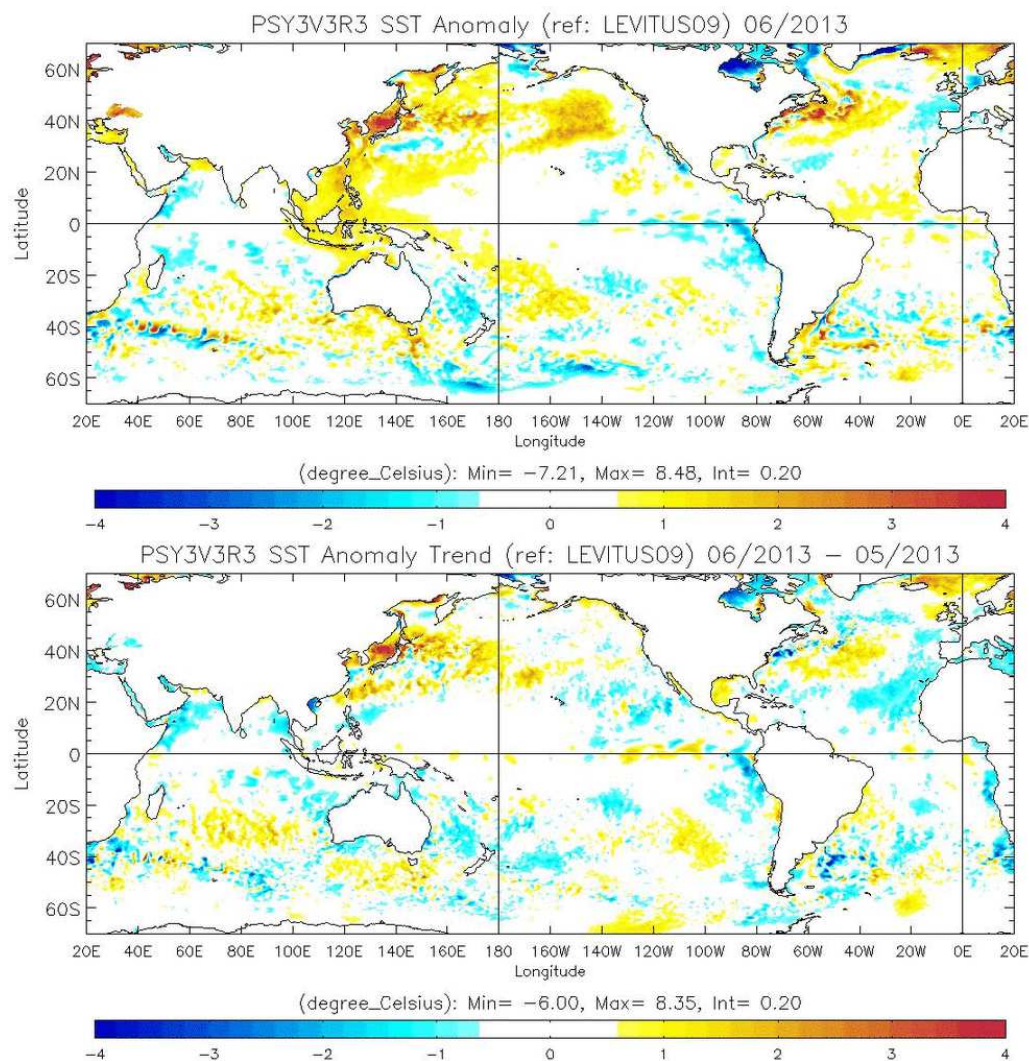 PSY3V3R3 SST Anomaly (ref: LEVITUS09) 06/2013
60N
40N
20N
0
20S
40S
60S
Latitude
20E 40E 60E 80E 100E 120E 140E 160E 180 160W 140W 120W 100W 80W 60W 40W 20W 0E 20E
Longitude
(degree_Celsius): Min= -7.21, Max= 8.48, Int= 0.20
-4 -3 -2 -1 0 1 2 3 4
PSY3V3R3 SST Anomaly Trend (ref: LEVITUS09) 06/2013 - 05/2013
60N
40N
20N
0
20S
40S
60S
Latitude
20E 40E 60E 80E 100E 120E 140E 160E 180 160W 140W 120W 100W 80W 60W 40W 20W 0E 20E
Longitude
(degree_Celsius): Min= -6.00, Max= 8.35, Int= 0.20
-4 -3 -2 -1 0 1 2 3 4